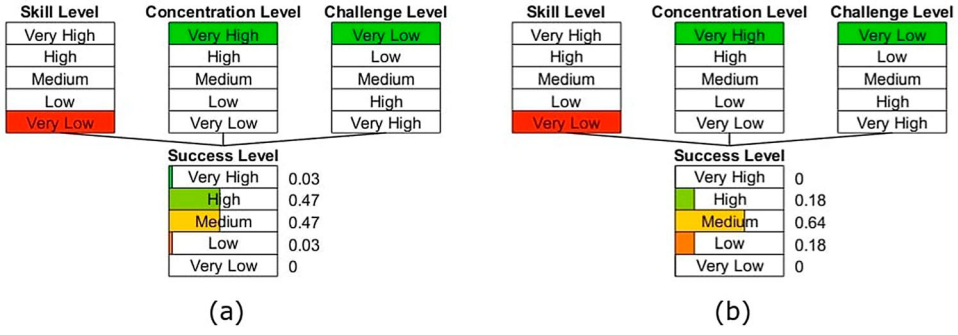 Skill Level Concentration Level Challenge Level Skill Level Concentration Level Challenge Level
Very High Very High Very Low Very High Very High Very Low
High High Low High High Low
Medium Medium Medium Medium Medium Medium
Low Low High Low Low High
Very Low Very Low Very High Very Low Very Low Very High
Success Level Success Level
Very High 0.03 Very High 0
High 0.47 High 0.18
Medium 0.47 Medium 0.64
Low 0.03 Low 0.18
Very Low 0 Very Low 0
(a) (b)